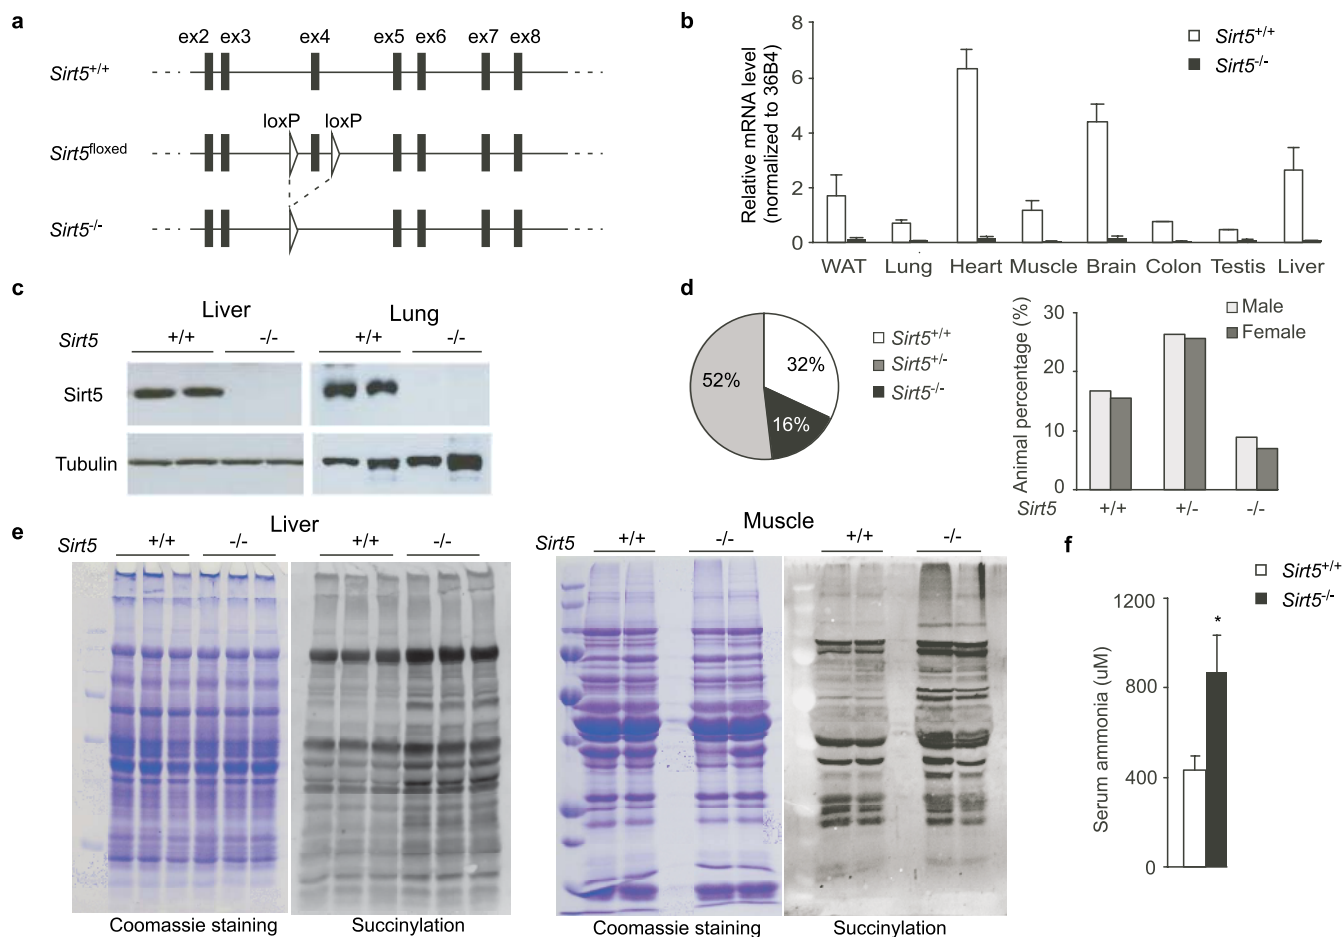 a
ex2 ex3 ex4 ex5 ex6 ex7 ex8
Sirt5+/+
loxP loxP
Sirt5floxed
Sirt5-/-
b
Relative mRNA level
(normalized to 36B4)
8
6
4
2
0
WAT Lung Heart Muscle Brain Colon Testis Liver
Sirt5+/+
Sirt5-/-
c
Liver Lung
Sirt5 +/+ -/- +/+ -/-
Sirt5
Tubulin
d
52% 32%
16%
Sirt5+/+
Sirt5+/-
Sirt5-/-
Animal percentage (%)
30
20
10
0
Male
Female
Sirt5 +/+ +/- -/-
e
Liver Muscle
Sirt5 +/+ -/- +/+ -/- Sirt5 +/+ -/- +/+ -/-
Coomassie staining Succinylation Coomassie staining Succinylation
f
Sirt5+/+
Sirt5-/-
Serum ammonia (uM)
1200
800
400
0
*